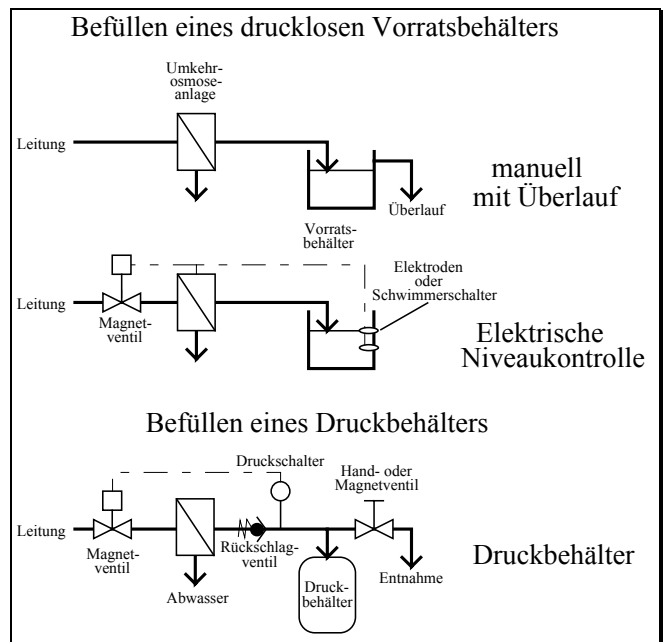 Befüllen eines drucklosen Vorratsbehälters
Umkehr-
osmose-
anlage
Leitung
manuell
mit Überlauf
Überlauf
Vorrats-
behälter
Elektroden
oder
Schwimmerschalter
Leitung
Magnet-
ventil
Elektrische
Niveaukontrolle
Befüllen eines Druckbehälters
Druckschalter
Hand- oder
Magnetventil
Leitung
Magnet-
ventil
Rückschlag-
ventil
Druckbehälter
Abwasser
Druck-
behälter
Entnahme